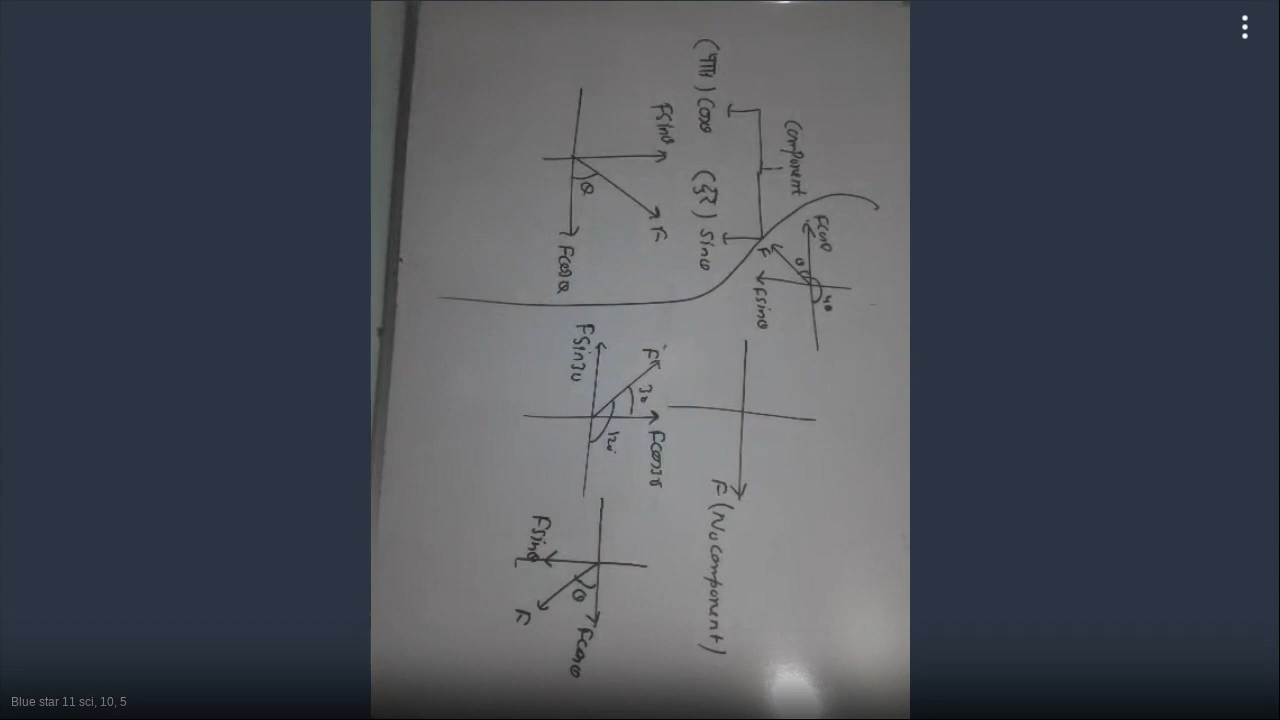 Fcosθ
θ
40
Component
F
Fsinθ
Cosθ
(દૂર) Sinθ
F (No component)
Fsinθ
F
θ
Fcosθ
F
30
Fcos30
120°
Fsin30
Fcosθ
θ
Fsinθ
F
Blue star 11 sci, 10, 5